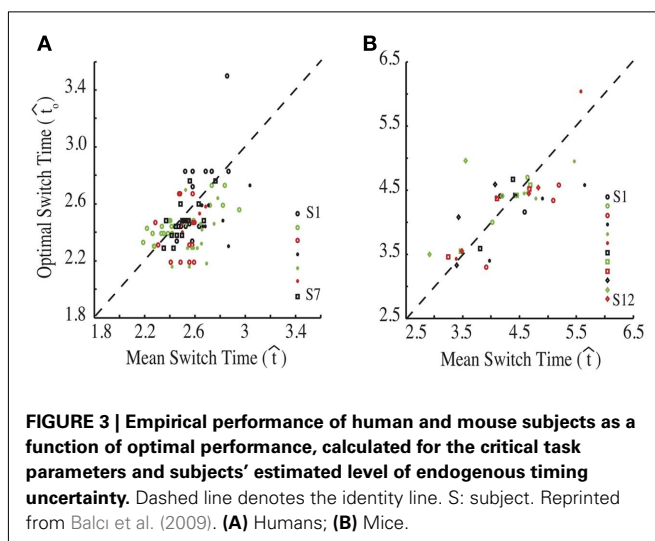 A
B
Optimal Switch Time (t̂o)
3.4
3.0
2.6
2.2
1.8
1.8 2.2 2.6 3.0 3.4
Mean Switch Time (t̂)
S1
S7
6.5
5.5
4.5
3.5
2.5
2.5 3.5 4.5 5.5 6.5
Mean Switch Time (t̂)
S1
S12
FIGURE 3 | Empirical performance of human and mouse subjects as a
function of optimal performance, calculated for the critical task
parameters and subjects’ estimated level of endogenous timing
uncertainty. Dashed line denotes the identity line. S: subject. Reprinted
from Balcı et al. (2009). (A) Humans; (B) Mice.